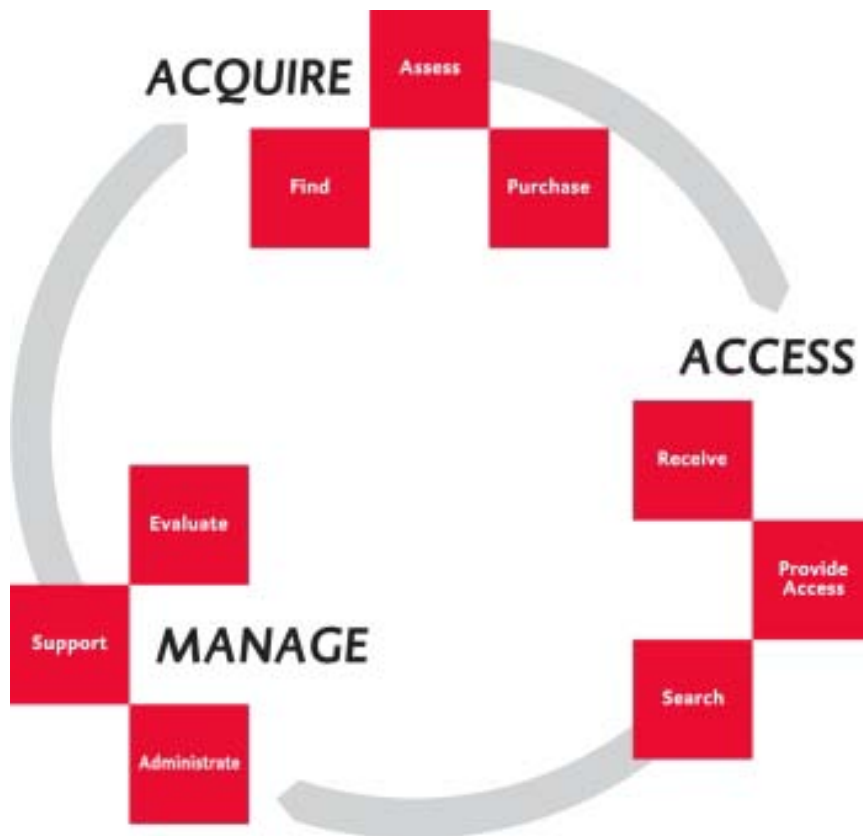 ACQUIRE
Assess
Find
Purchase
ACCESS
Receive
Provide
Access
Search
MANAGE
Evaluate
Support
Administrate